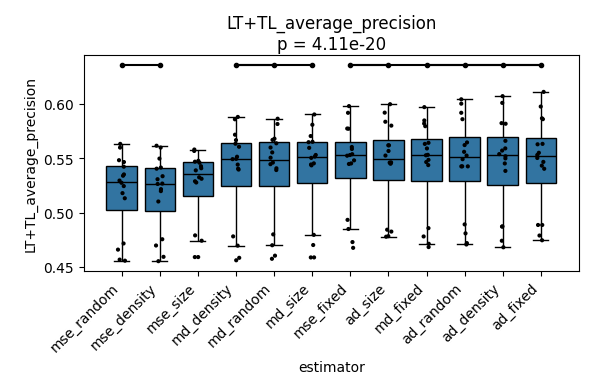 LT+TL_average_precision
p = 4.11e-20
LT+TL_average_precision
0.60
0.55
0.50
0.45
mse_random
mse_density
mse_size
md_density
md_random
md_size
mse_fixed
ad_size
md_fixed
ad_random
ad_density
ad_fixed
estimator